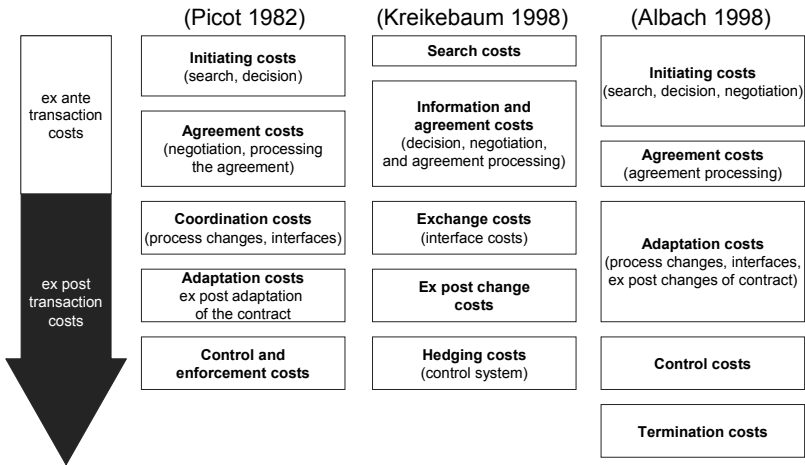 (Picot 1982)
(Kreikebaum 1998)
(Albach 1998)
ex ante
transaction
costs
ex post
transaction
costs
Initiating costs
(search, decision)
Agreement costs
(negotiation, processing
the agreement)
Coordination costs
(process changes, interfaces)
Adaptation costs
ex post adaptation
of the contract
Control and
enforcement costs
Search costs
Information and
agreement costs
(decision, negotiation,
and agreement processing)
Exchange costs
(interface costs)
Ex post change
costs
Hedging costs
(control system)
Initiating costs
(search, decision, negotiation)
Agreement costs
(agreement processing)
Adaptation costs
(process changes, interfaces,
ex post changes of contract)
Control costs
Termination costs